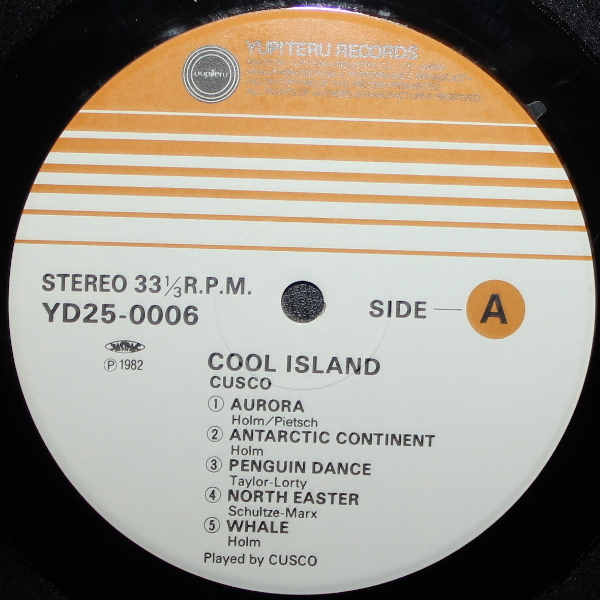 yupiteru
YUPITERU RECORDS
STEREO 33⅓R.P.M.
YD25-0006
SIDE — A
Ⓟ1982
COOL ISLAND
CUSCO
① AURORA
Holm/Pietsch
② ANTARCTIC CONTINENT
Holm
③ PENGUIN DANCE
Taylor-Lorty
④ NORTH EASTER
Schultze-Marx
⑤ WHALE
Holm
Played by CUSCO